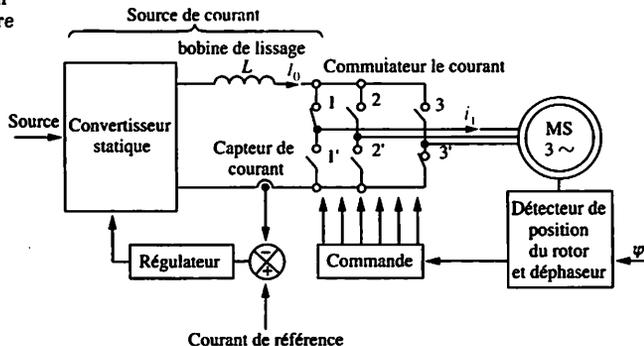 re
Source de courant
bobine de lissage
L
I₀
Commutateur le courant
1
2
3
i₁
Source
Convertisseur
statique
MS
3 ~
Capteur de
courant
1'
2'
3'
Détecteur de
position
du rotor
et déphaseur
φ
Régulateur
-
+
Commande
Courant de référence